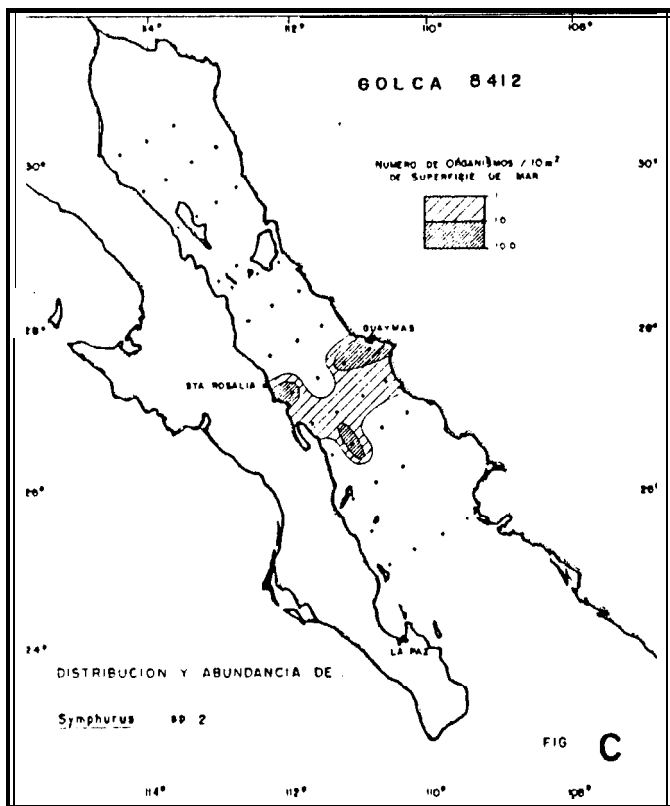 114° 112° 110° 108°
GOLCA 8412
NUMERO DE ORGANISMOS / 10 m²
DE SUPERFISIE DE MAR
1
10
100
30° 30°
28° 28°
GUAYMAS
STA ROSALIA
26° 26°
24°
LA PAZ
DISTRIBUCION Y ABUNDANCIA DE
Symphurus sp 2
FIG C
114° 112° 110° 108°